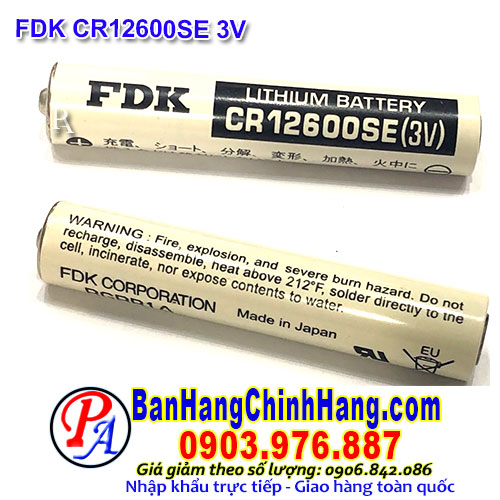 FDK CR12600SE 3V
FDK
LITHIUM BATTERY
CR12600SE(3V)
R
⊕ 充電、ショート、分解、変形、加熱、火中に ⊖
WARNING : Fire, explosion, and severe burn hazard. Do not
recharge, disassemble, heat above 212°F, solder directly to the
cell, incinerate, nor expose contents to water.
FDK CORPORATION
Made in Japan
EU
PA
BanHangChinhHang.com
0903.976.887
Giá giảm theo số lượng: 0906.842.086
Nhập khẩu trực tiếp - Giao hàng toàn quốc